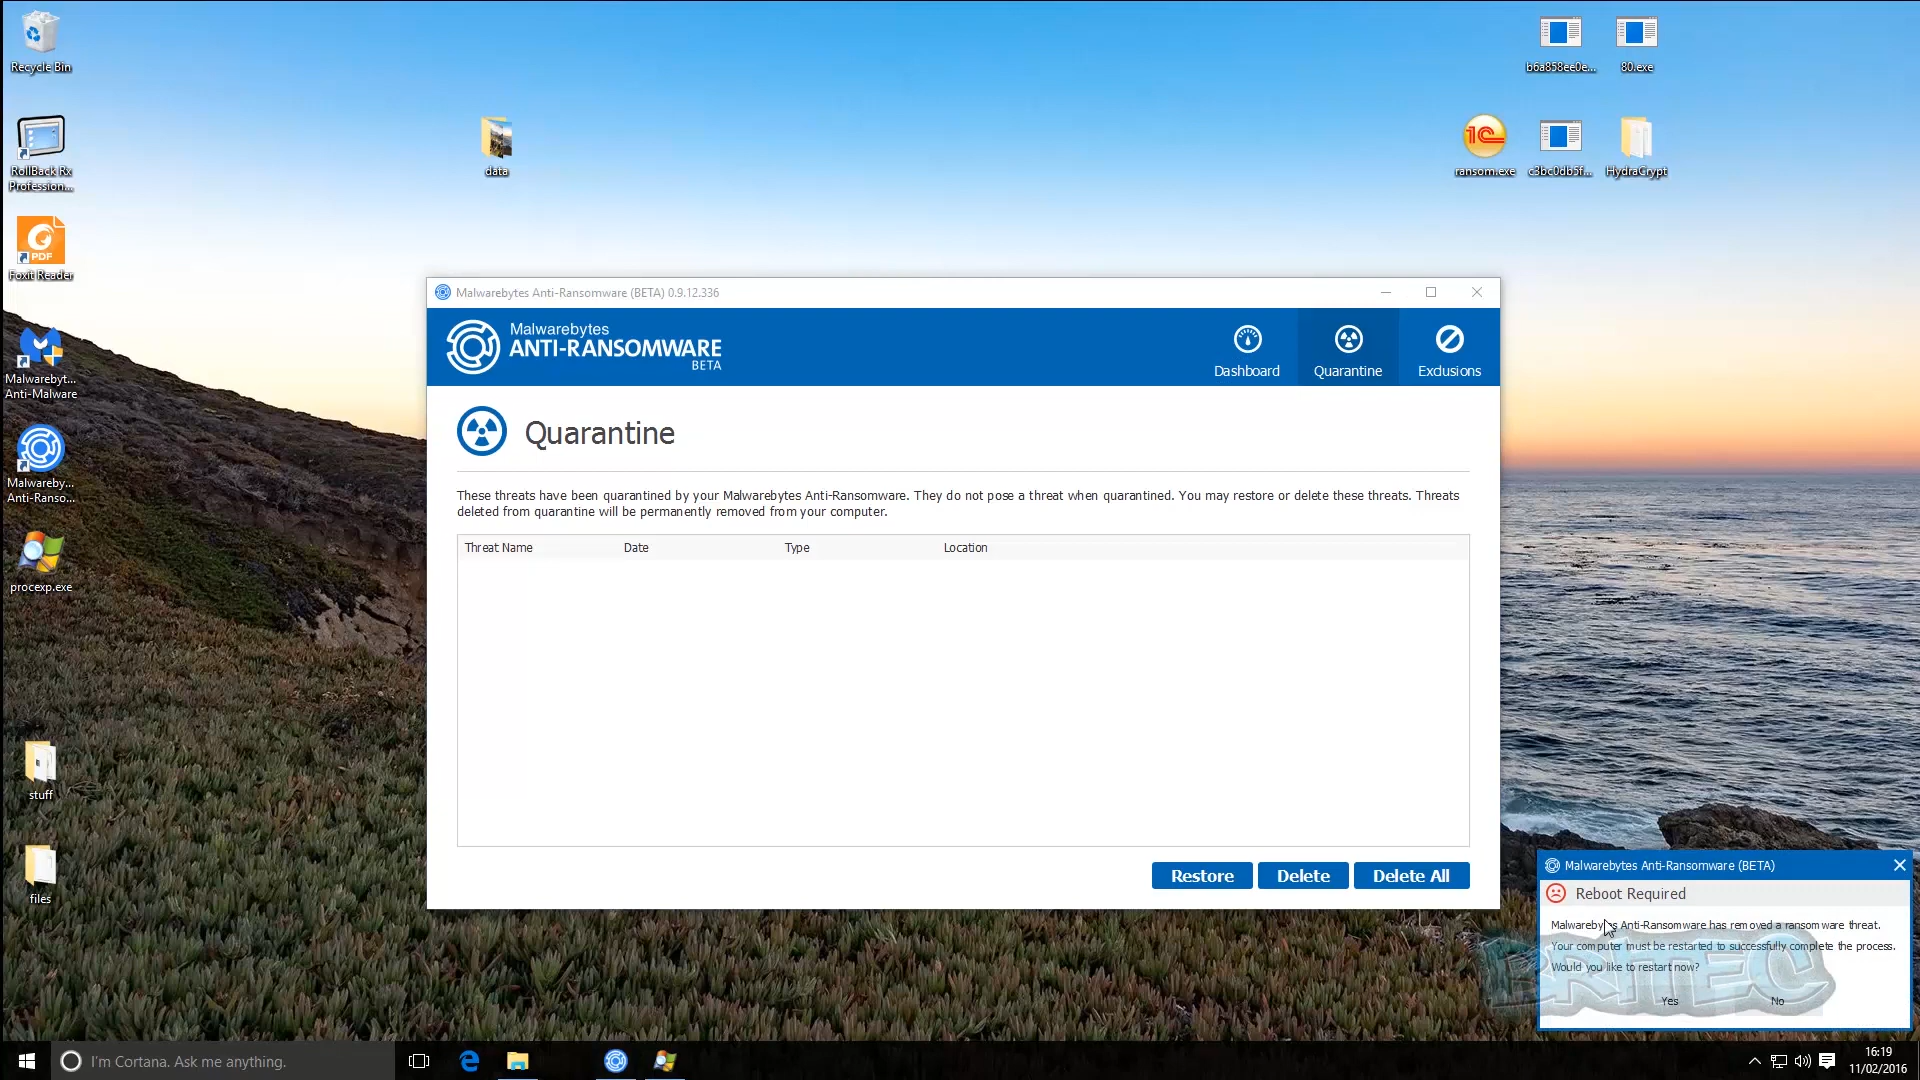 Recycle Bin
b6a858ee0e...
80.exe
RollBack Rx
Profession...
data
ransom.exe
c3bc0db5f...
HydraCrypt
PDF
Foxit Reader
Malwarebytes Anti-Ransomware (BETA) 0.9.12.336
Malwarebytes
ANTI-RANSOMWARE
BETA
Dashboard
Quarantine
Exclusions
Malwarebyt...
Anti-Malware
Quarantine
Malwareby...
Anti-Ranso...
These threats have been quarantined by your Malwarebytes Anti-Ransomware. They do not pose a threat when quarantined. You may restore or delete these threats. Threats
deleted from quarantine will be permanently removed from your computer.
Threat Name
Date
Type
Location
procexp.exe
stuff
files
Restore
Delete
Delete All
Malwarebytes Anti-Ransomware (BETA)
Reboot Required
Malwarebytes Anti-Ransomware has removed a ransomware threat.
Your computer must be restarted to successfully complete the process.
Would you like to restart now?
BRITEC
Yes
No
I'm Cortana. Ask me anything.
16:19
11/02/2016